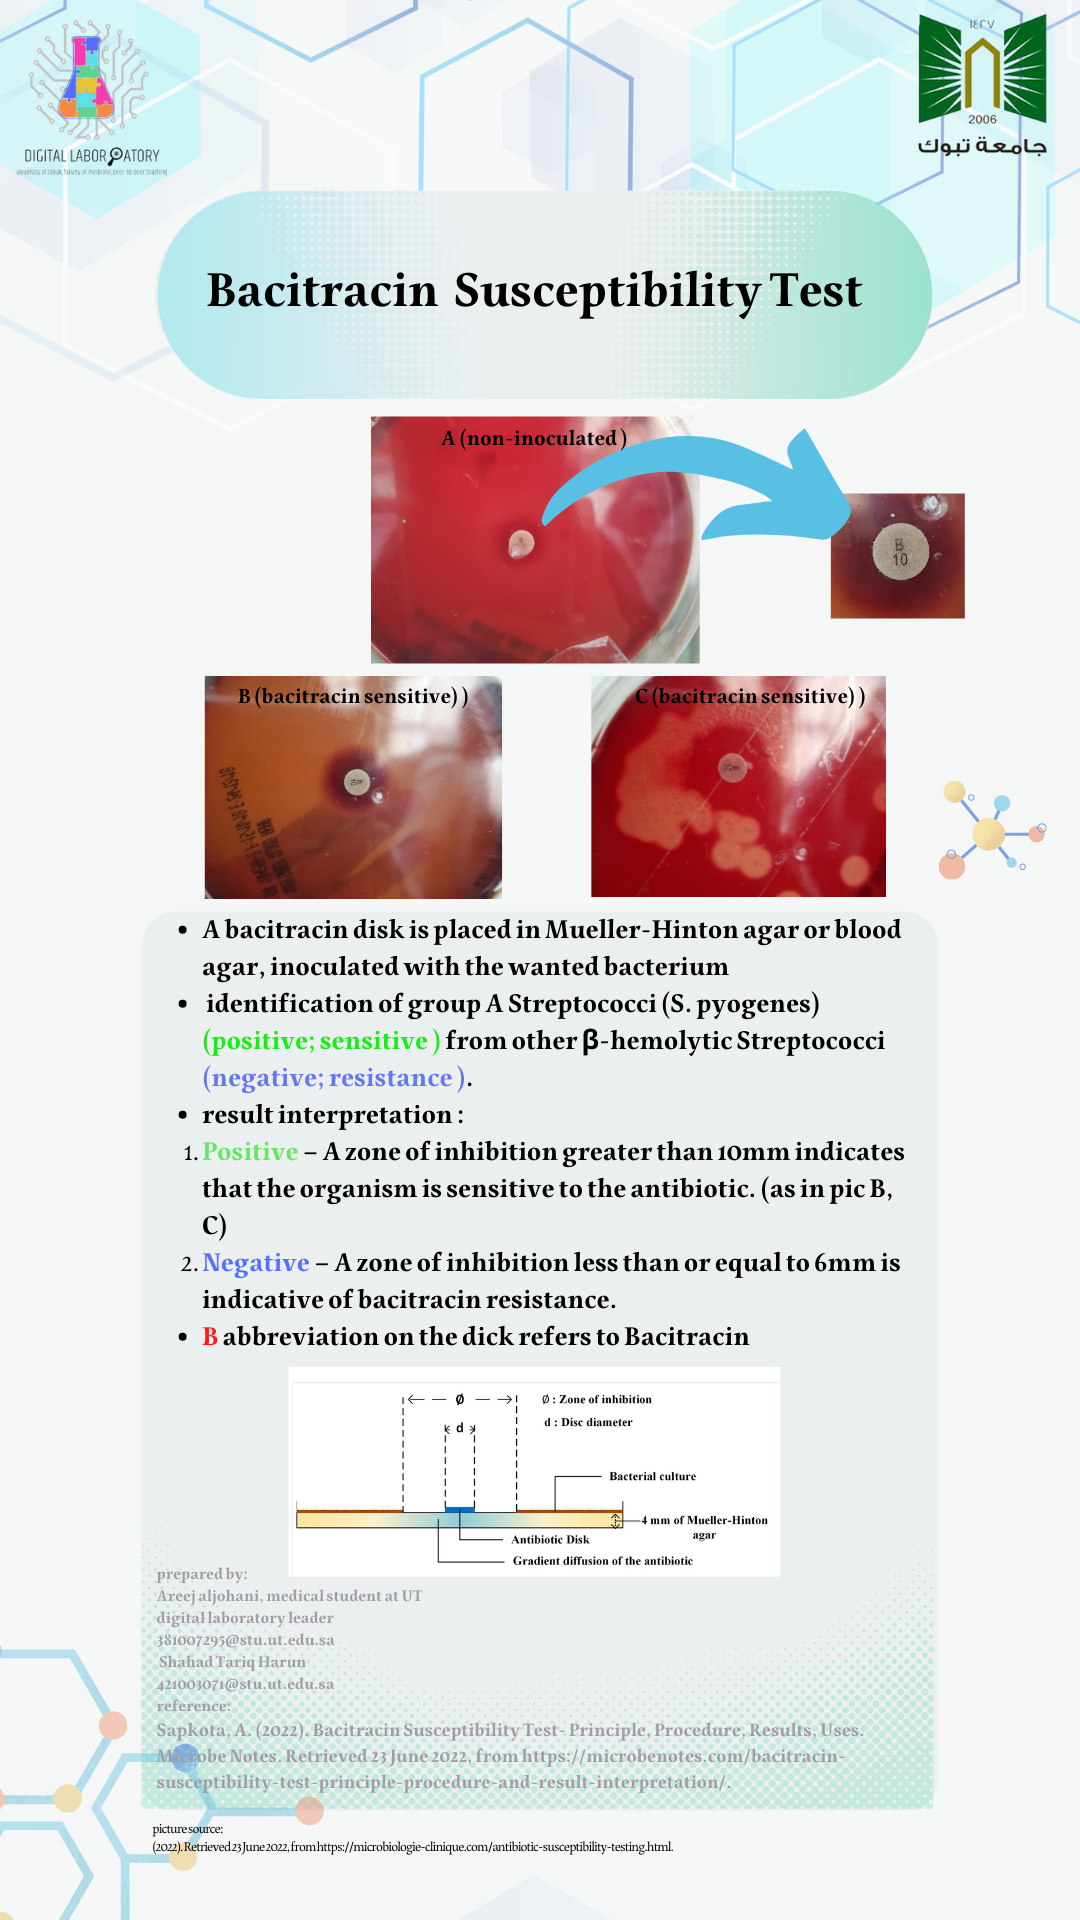 DIGITAL LABORATORY
university of tabuk, faculty of medicine, peer-to-peer teaching
١٤٢٧
2006
جامعة تبوك
Bacitracin Susceptibility Test
A (non-inoculated )
B
10
B (bacitracin sensitive) )
C (bacitracin sensitive) )
• A bacitracin disk is placed in Mueller-Hinton agar or blood
agar, inoculated with the wanted bacterium
• identification of group A Streptococci (S. pyogenes)
(positive; sensitive ) from other β-hemolytic Streptococci
(negative; resistance ).
• result interpretation :
1. Positive – A zone of inhibition greater than 10mm indicates
that the organism is sensitive to the antibiotic. (as in pic B,
C)
2. Negative – A zone of inhibition less than or equal to 6mm is
indicative of bacitracin resistance.
• B abbreviation on the dick refers to Bacitracin
Ø
Ø : Zone of inhibition
d
d : Disc diameter
Bacterial culture
4 mm of Mueller-Hinton
agar
Antibiotic Disk
Gradient diffusion of the antibiotic
prepared by:
Areej aljohani, medical student at UT
digital laboratory leader
381007295@stu.ut.edu.sa
Shahad Tariq Harun
421003071@stu.ut.edu.sa
reference:
Sapkota, A. (2022). Bacitracin Susceptibility Test- Principle, Procedure, Results, Uses.
Microbe Notes. Retrieved 23 June 2022, from https://microbenotes.com/bacitracin-
susceptibility-test-principle-procedure-and-result-interpretation/.
picture source:
(2022). Retrieved 23 June 2022, from https://microbiologie-clinique.com/antibiotic-susceptibility-testing.html.